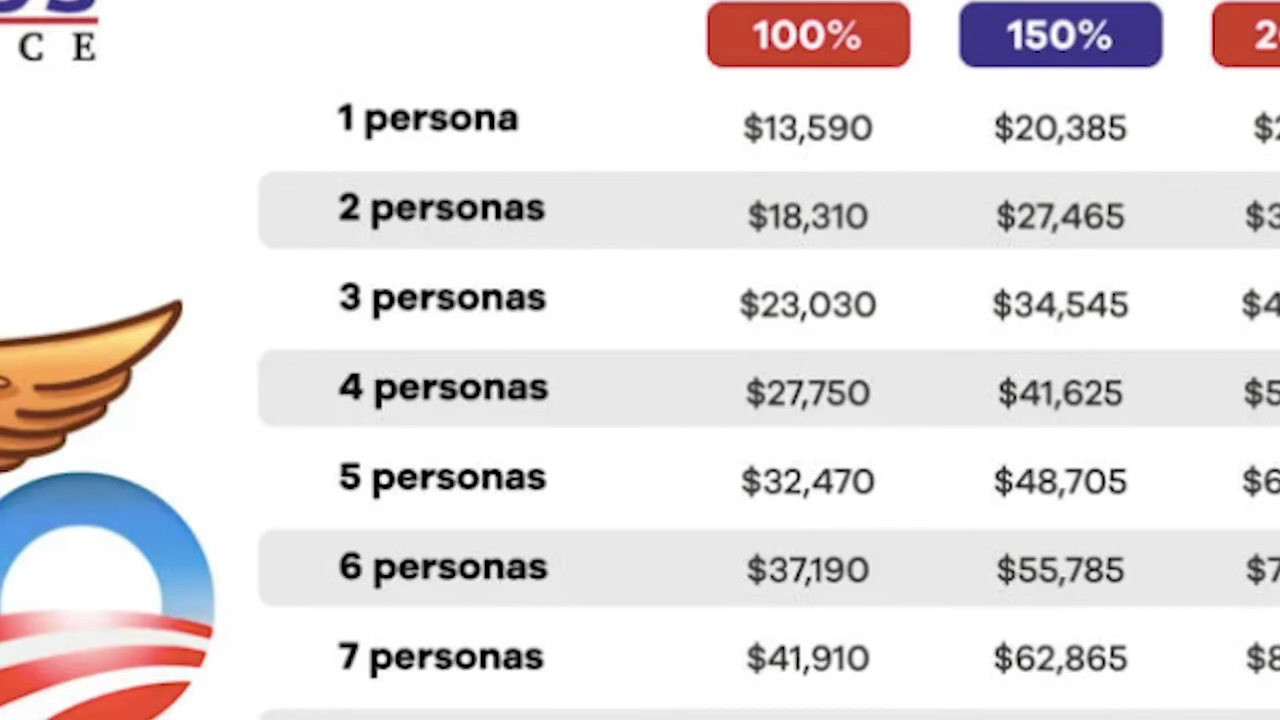 C E
100% 150%
1 persona $13,590 $20,385
2 personas $18,310 $27,465
3 personas $23,030 $34,545
4 personas $27,750 $41,625
5 personas $32,470 $48,705
6 personas $37,190 $55,785
7 personas $41,910 $62,865